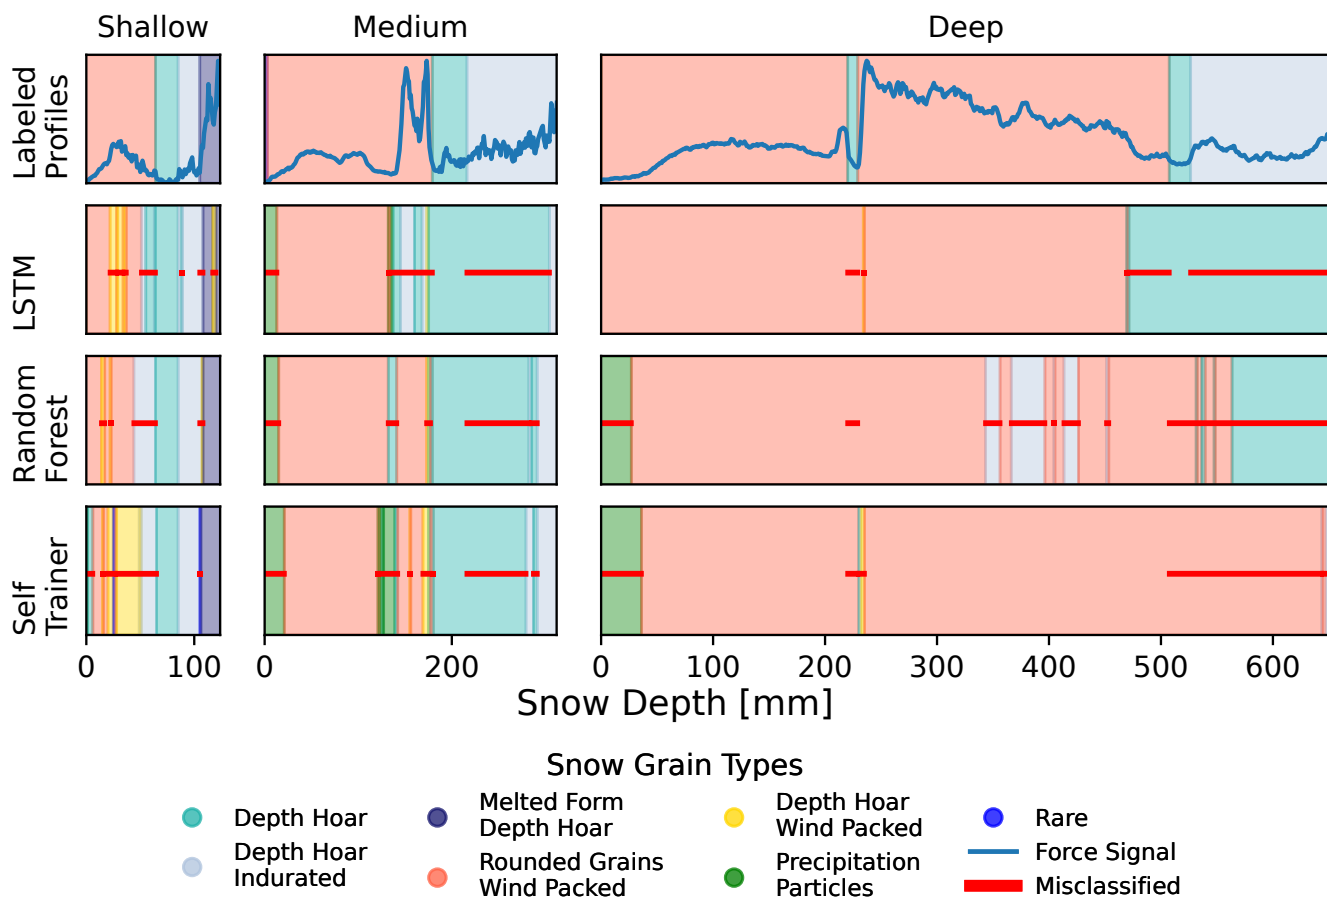 Shallow
Medium
Deep
Labeled
Profiles
LSTM
Random
Forest
Self
Trainer
0
100
0
200
0
100
200
300
400
500
600
Snow Depth [mm]
Snow Grain Types
Depth Hoar
Depth Hoar
Indurated
Melted Form
Depth Hoar
Rounded Grains
Wind Packed
Depth Hoar
Wind Packed
Precipitation
Particles
Rare
Force Signal
Misclassified